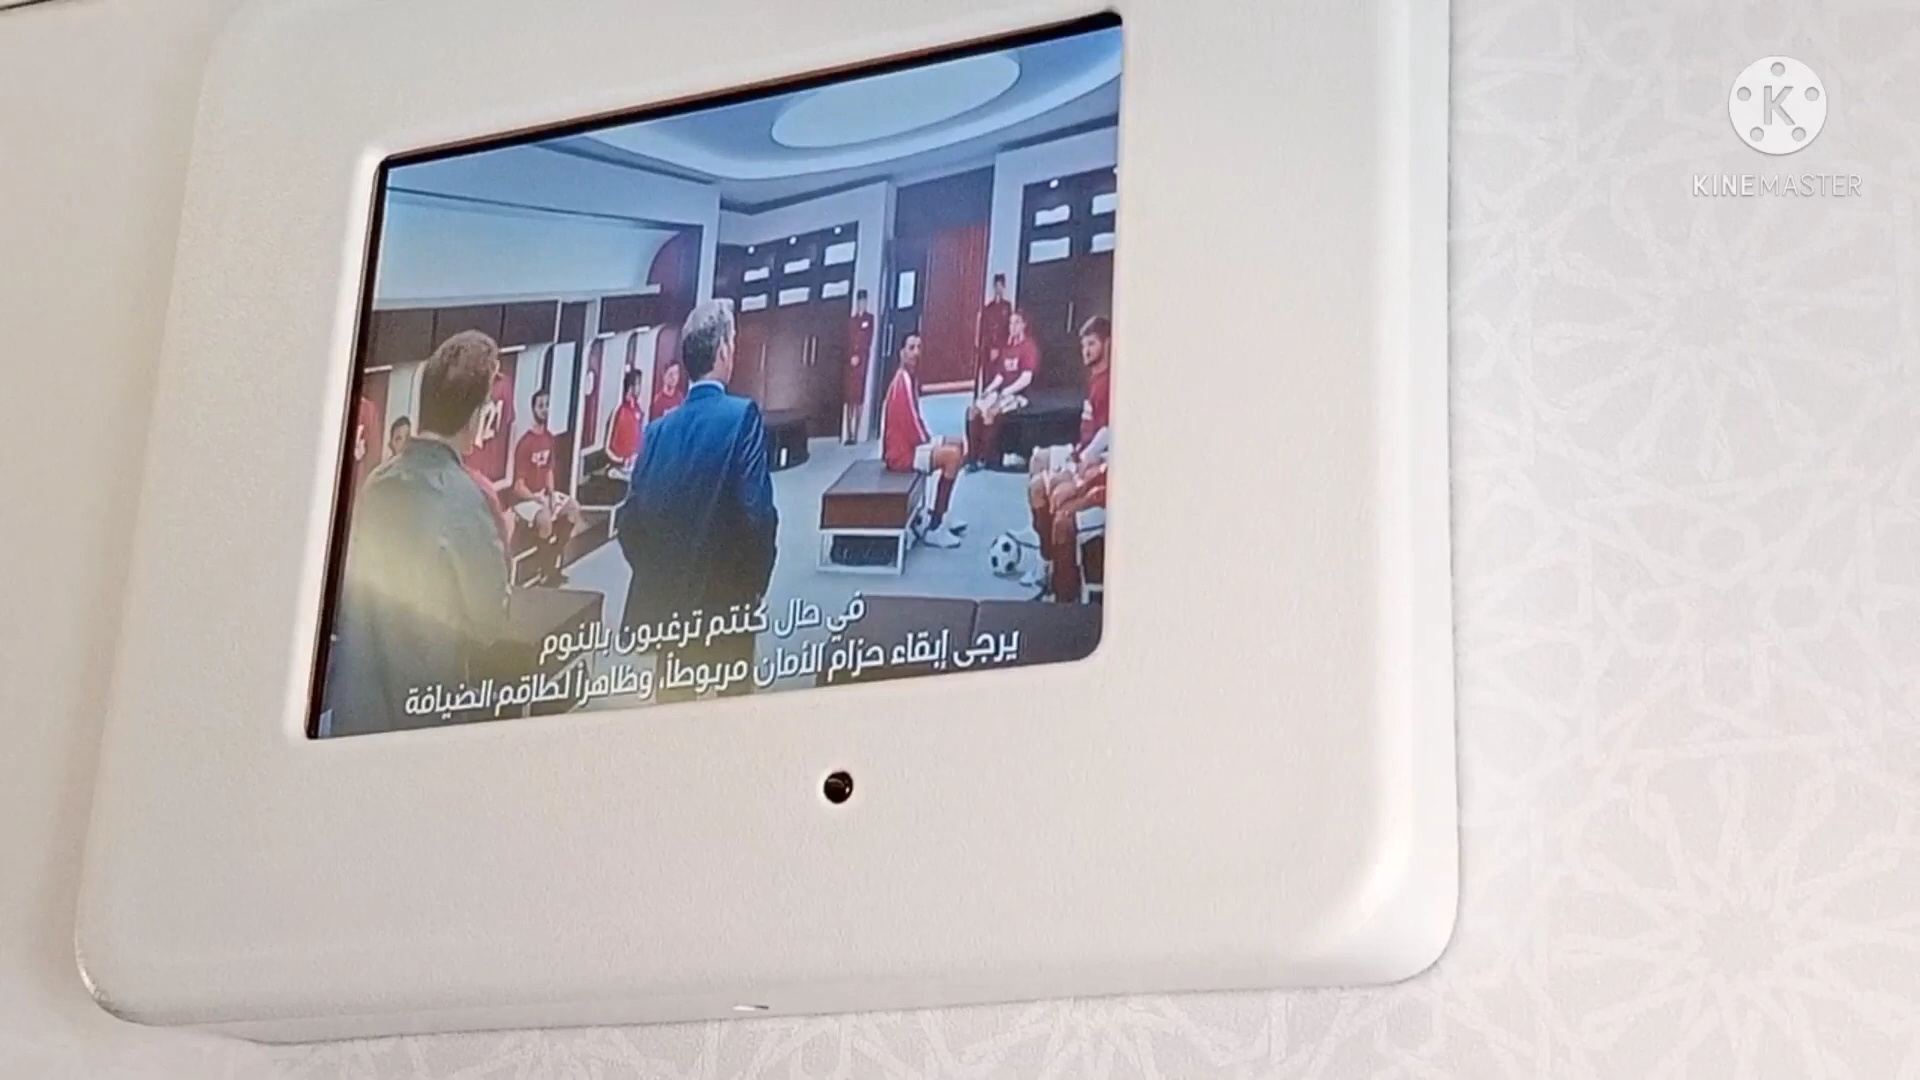 في حال كنتم ترغبون بالنوم
يرجى إبقاء حزام الأمان مربوطاً، وظاهراً لطاقم الضيافة
K
KINEMASTER